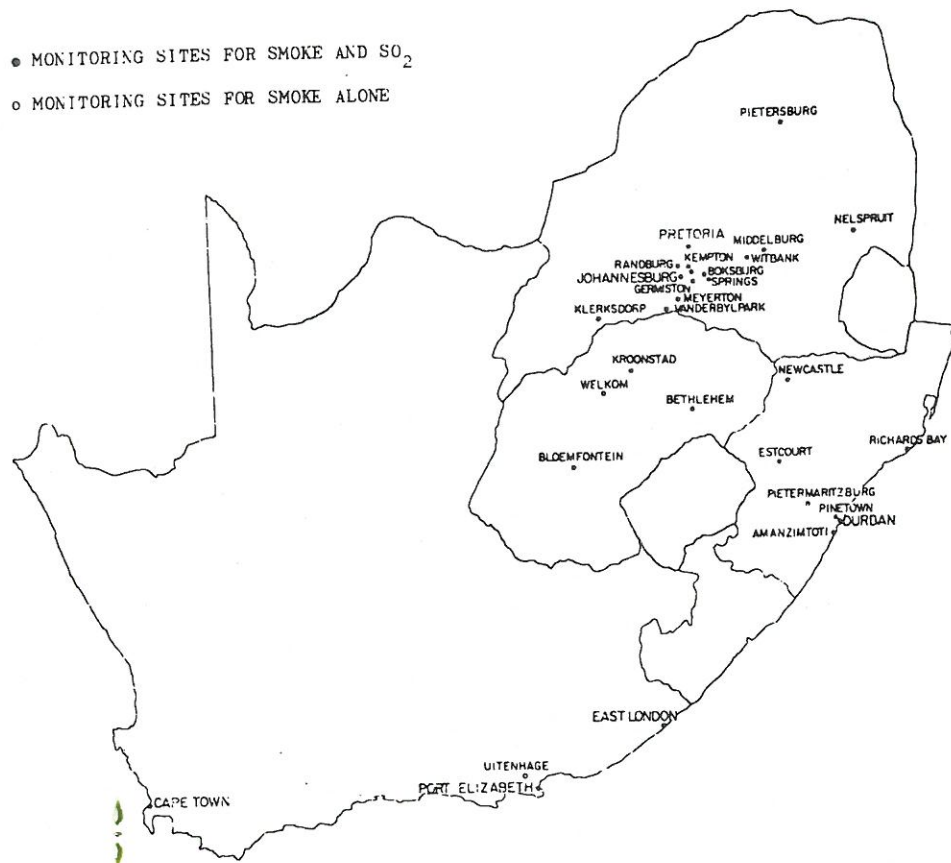 ● MONITORING SITES FOR SMOKE AND SO₂
○ MONITORING SITES FOR SMOKE ALONE
PIETERSBURG
NELSPRUIT
PRETORIA
MIDDELBURG
WITBANK
KEMPTON
RANDBURG
BOKSBURG
JOHANNESBURG
SPRINGS
GERMISTON
MEYERTON
VANDERBYLPARK
KLERKSDORP
KROONSTAD
NEWCASTLE
WELKOM
BETHLEHEM
RICHARDS BAY
BLOEMFONTEIN
ESTCOURT
PIETERMARITZBURG
PINETOWN
DURDAN
AMANZIMTOTI
EAST LONDON
UITENHAGE
PORT ELIZABETH
CAPE TOWN